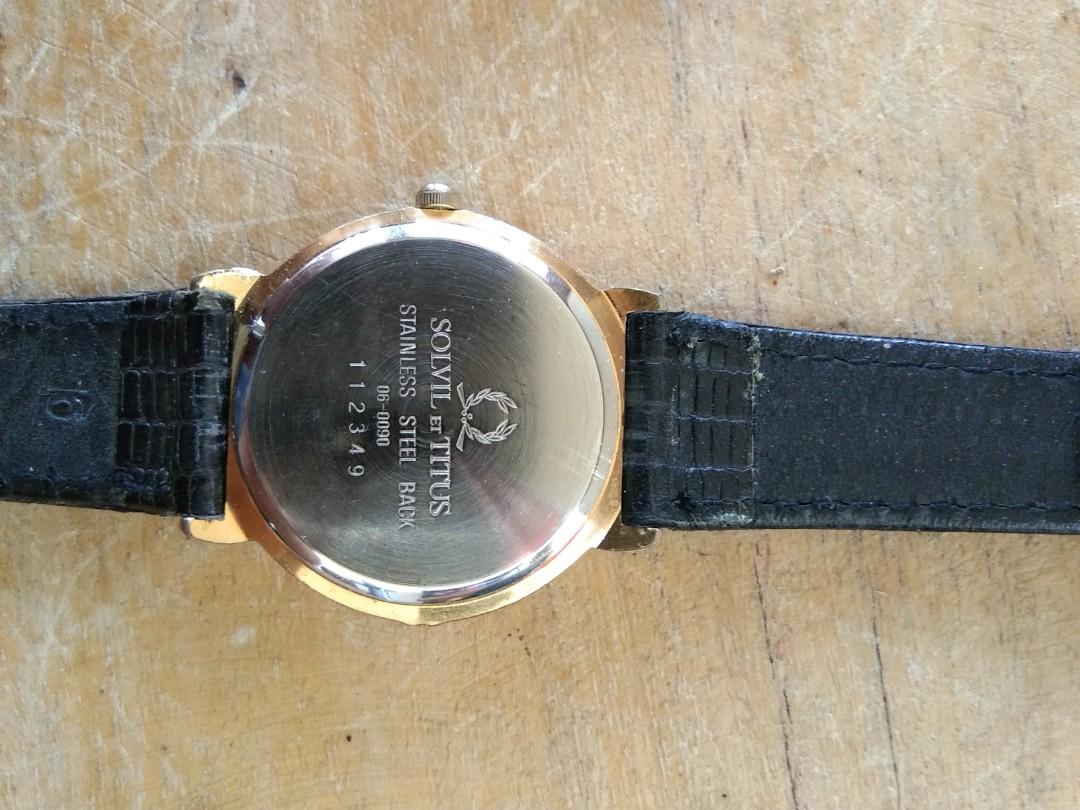 SOLVIL ET TITUS
STAINLESS STEEL BACK
06-0090
112349